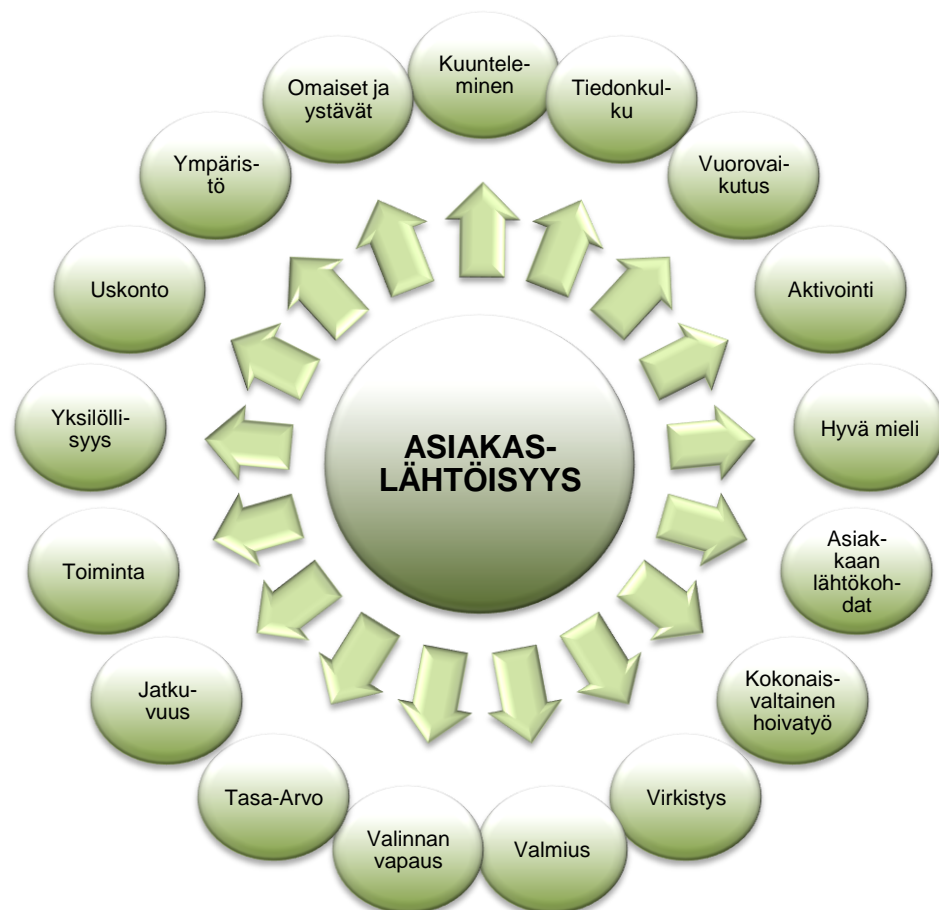 Kuuntele-
minen
Tiedonkul-
ku
Vuorovai-
kutus
Aktivointi
Hyvä mieli
Asiak-
kaan
lähtökoh-
dat
Kokonais-
valtainen
hoivatyö
Virkistys
Valmius
Valinnan
vapaus
Tasa-Arvo
Jatku-
vuus
Toiminta
Yksilölli-
syys
Uskonto
Ympäris-
tö
Omaiset ja
ystävät
ASIAKAS-
LÄHTÖISYYS